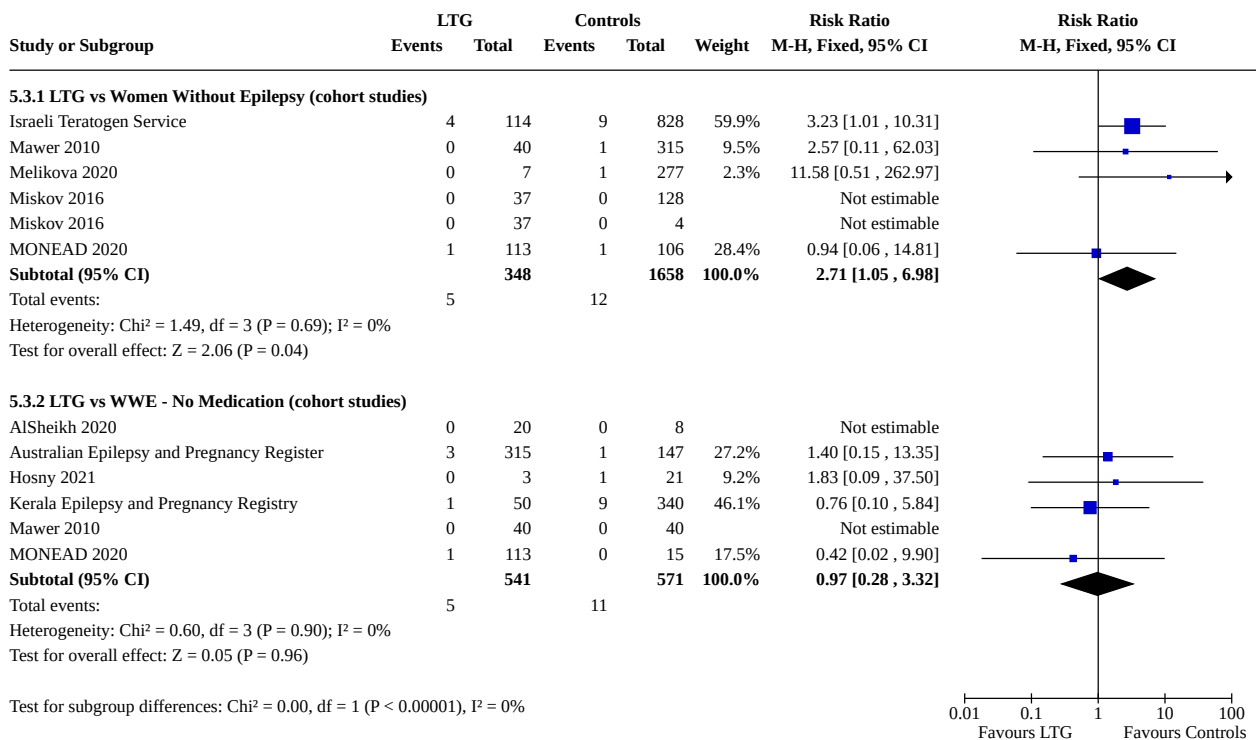 LTG Controls Risk Ratio Risk Ratio
Study or Subgroup Events Total Events Total Weight M-H, Fixed, 95% CI M-H, Fixed, 95% CI
5.3.1 LTG vs Women Without Epilepsy (cohort studies)
Israeli Teratogen Service 4 114 9 828 59.9% 3.23 [1.01 , 10.31]
Mawer 2010 0 40 1 315 9.5% 2.57 [0.11 , 62.03]
Melikova 2020 0 7 1 277 2.3% 11.58 [0.51 , 262.97]
Miskov 2016 0 37 0 128 Not estimable
Miskov 2016 0 37 0 4 Not estimable
MONEAD 2020 1 113 1 106 28.4% 0.94 [0.06 , 14.81]
Subtotal (95% CI) 348 1658 100.0% 2.71 [1.05 , 6.98]
Total events: 5 12
Heterogeneity: Chi² = 1.49, df = 3 (P = 0.69); I² = 0%
Test for overall effect: Z = 2.06 (P = 0.04)
5.3.2 LTG vs WWE - No Medication (cohort studies)
AlSheikh 2020 0 20 0 8 Not estimable
Australian Epilepsy and Pregnancy Register 3 315 1 147 27.2% 1.40 [0.15 , 13.35]
Hosny 2021 0 3 1 21 9.2% 1.83 [0.09 , 37.50]
Kerala Epilepsy and Pregnancy Registry 1 50 9 340 46.1% 0.76 [0.10 , 5.84]
Mawer 2010 0 40 0 40 Not estimable
MONEAD 2020 1 113 0 15 17.5% 0.42 [0.02 , 9.90]
Subtotal (95% CI) 541 571 100.0% 0.97 [0.28 , 3.32]
Total events: 5 11
Heterogeneity: Chi² = 0.60, df = 3 (P = 0.90); I² = 0%
Test for overall effect: Z = 0.05 (P = 0.96)
Test for subgroup differences: Chi² = 0.00, df = 1 (P < 0.00001), I² = 0%
0.01 0.1 1 10 100
Favours LTG Favours Controls